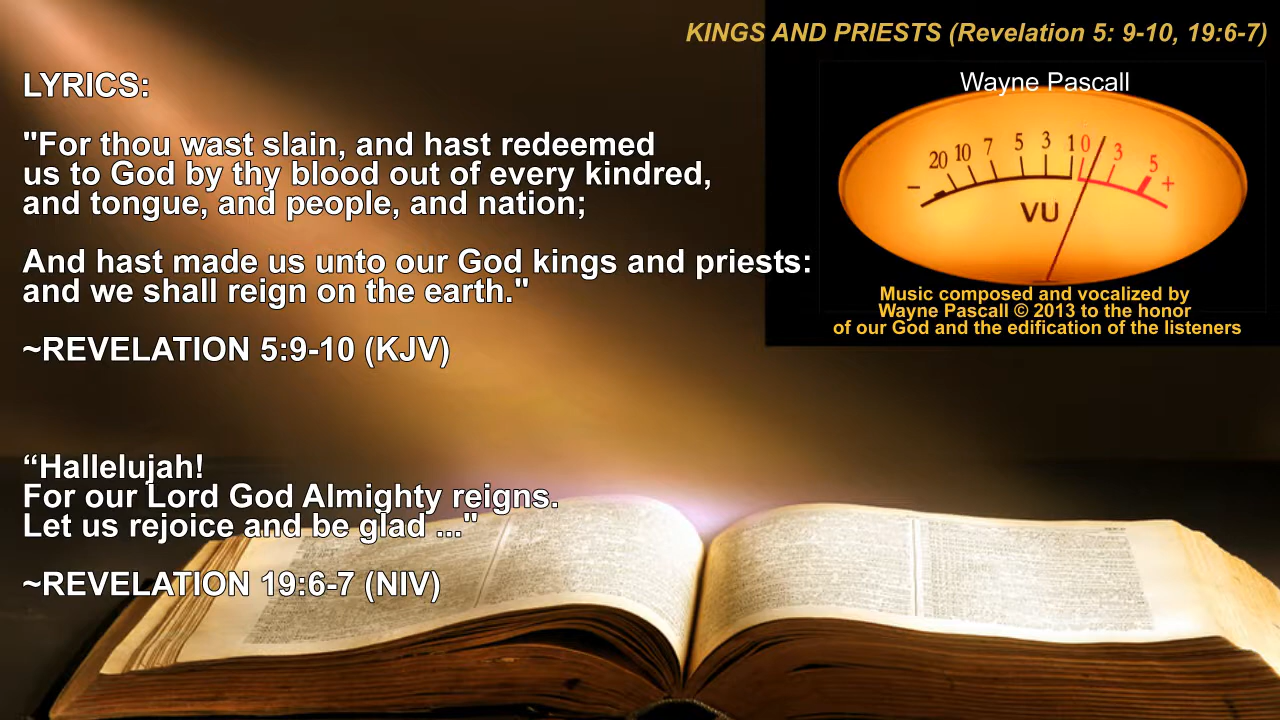 KINGS AND PRIESTS (Revelation 5: 9-10, 19:6-7)
LYRICS:
"For thou wast slain, and hast redeemed
us to God by thy blood out of every kindred,
and tongue, and people, and nation;
And hast made us unto our God kings and priests:
and we shall reign on the earth."
~REVELATION 5:9-10 (KJV)
“Hallelujah!
For our Lord God Almighty reigns.
Let us rejoice and be glad ..."
~REVELATION 19:6-7 (NIV)
Wayne Pascall
20 10 7 5 3 1 0 3 5
− +
VU
Music composed and vocalized by
Wayne Pascall © 2013 to the honor
of our God and the edification of the listeners